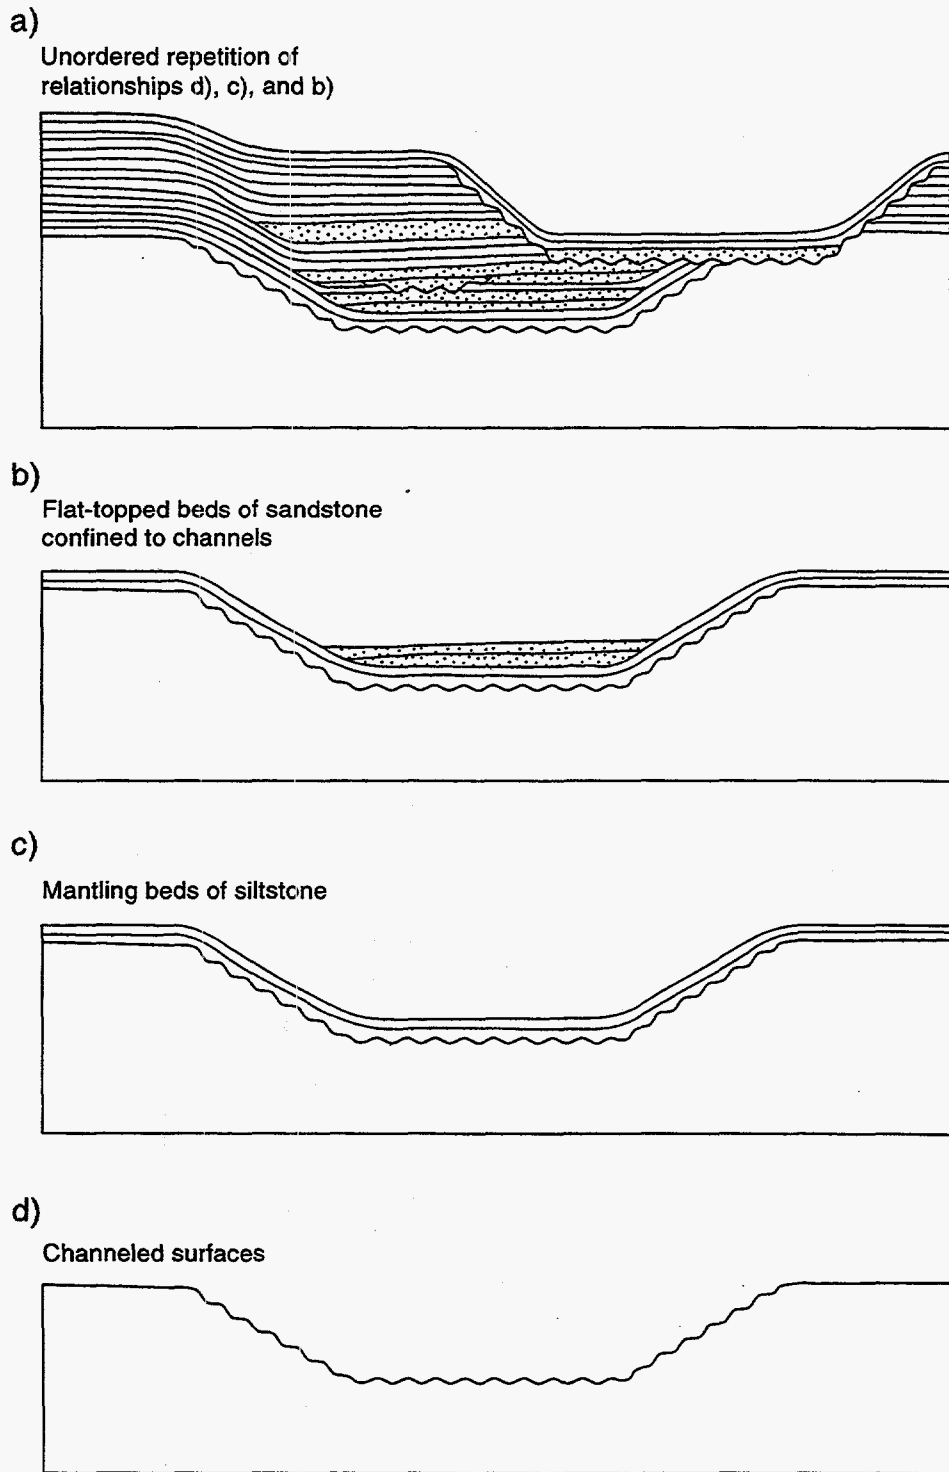 a)
Unordered repetition of
relationships d), c), and b)
b)
Flat-topped beds of sandstone
confined to channels
c)
Mantling beds of siltstone
d)
Channeled surfaces